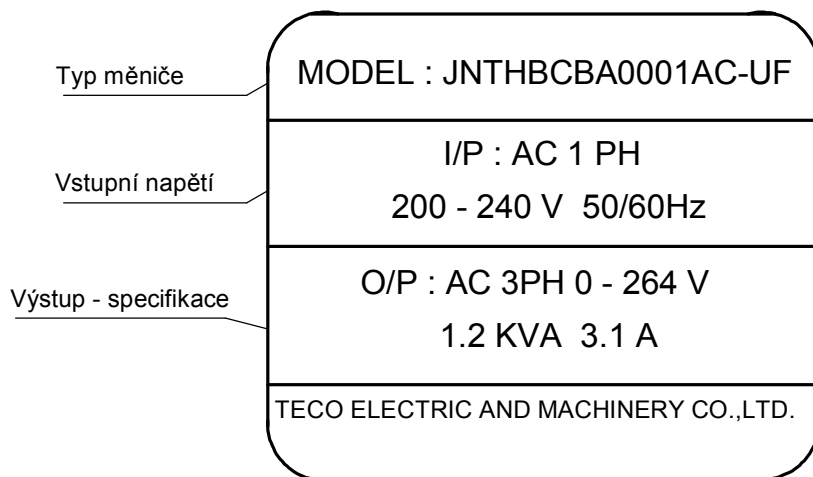 Typ měniče
MODEL : JNTHBCBA0001AC-UF
Vstupní napětí
I/P : AC 1 PH
200 - 240 V 50/60Hz
Výstup - specifikace
O/P : AC 3PH 0 - 264 V
1.2 KVA 3.1 A
TECO ELECTRIC AND MACHINERY CO.,LTD.